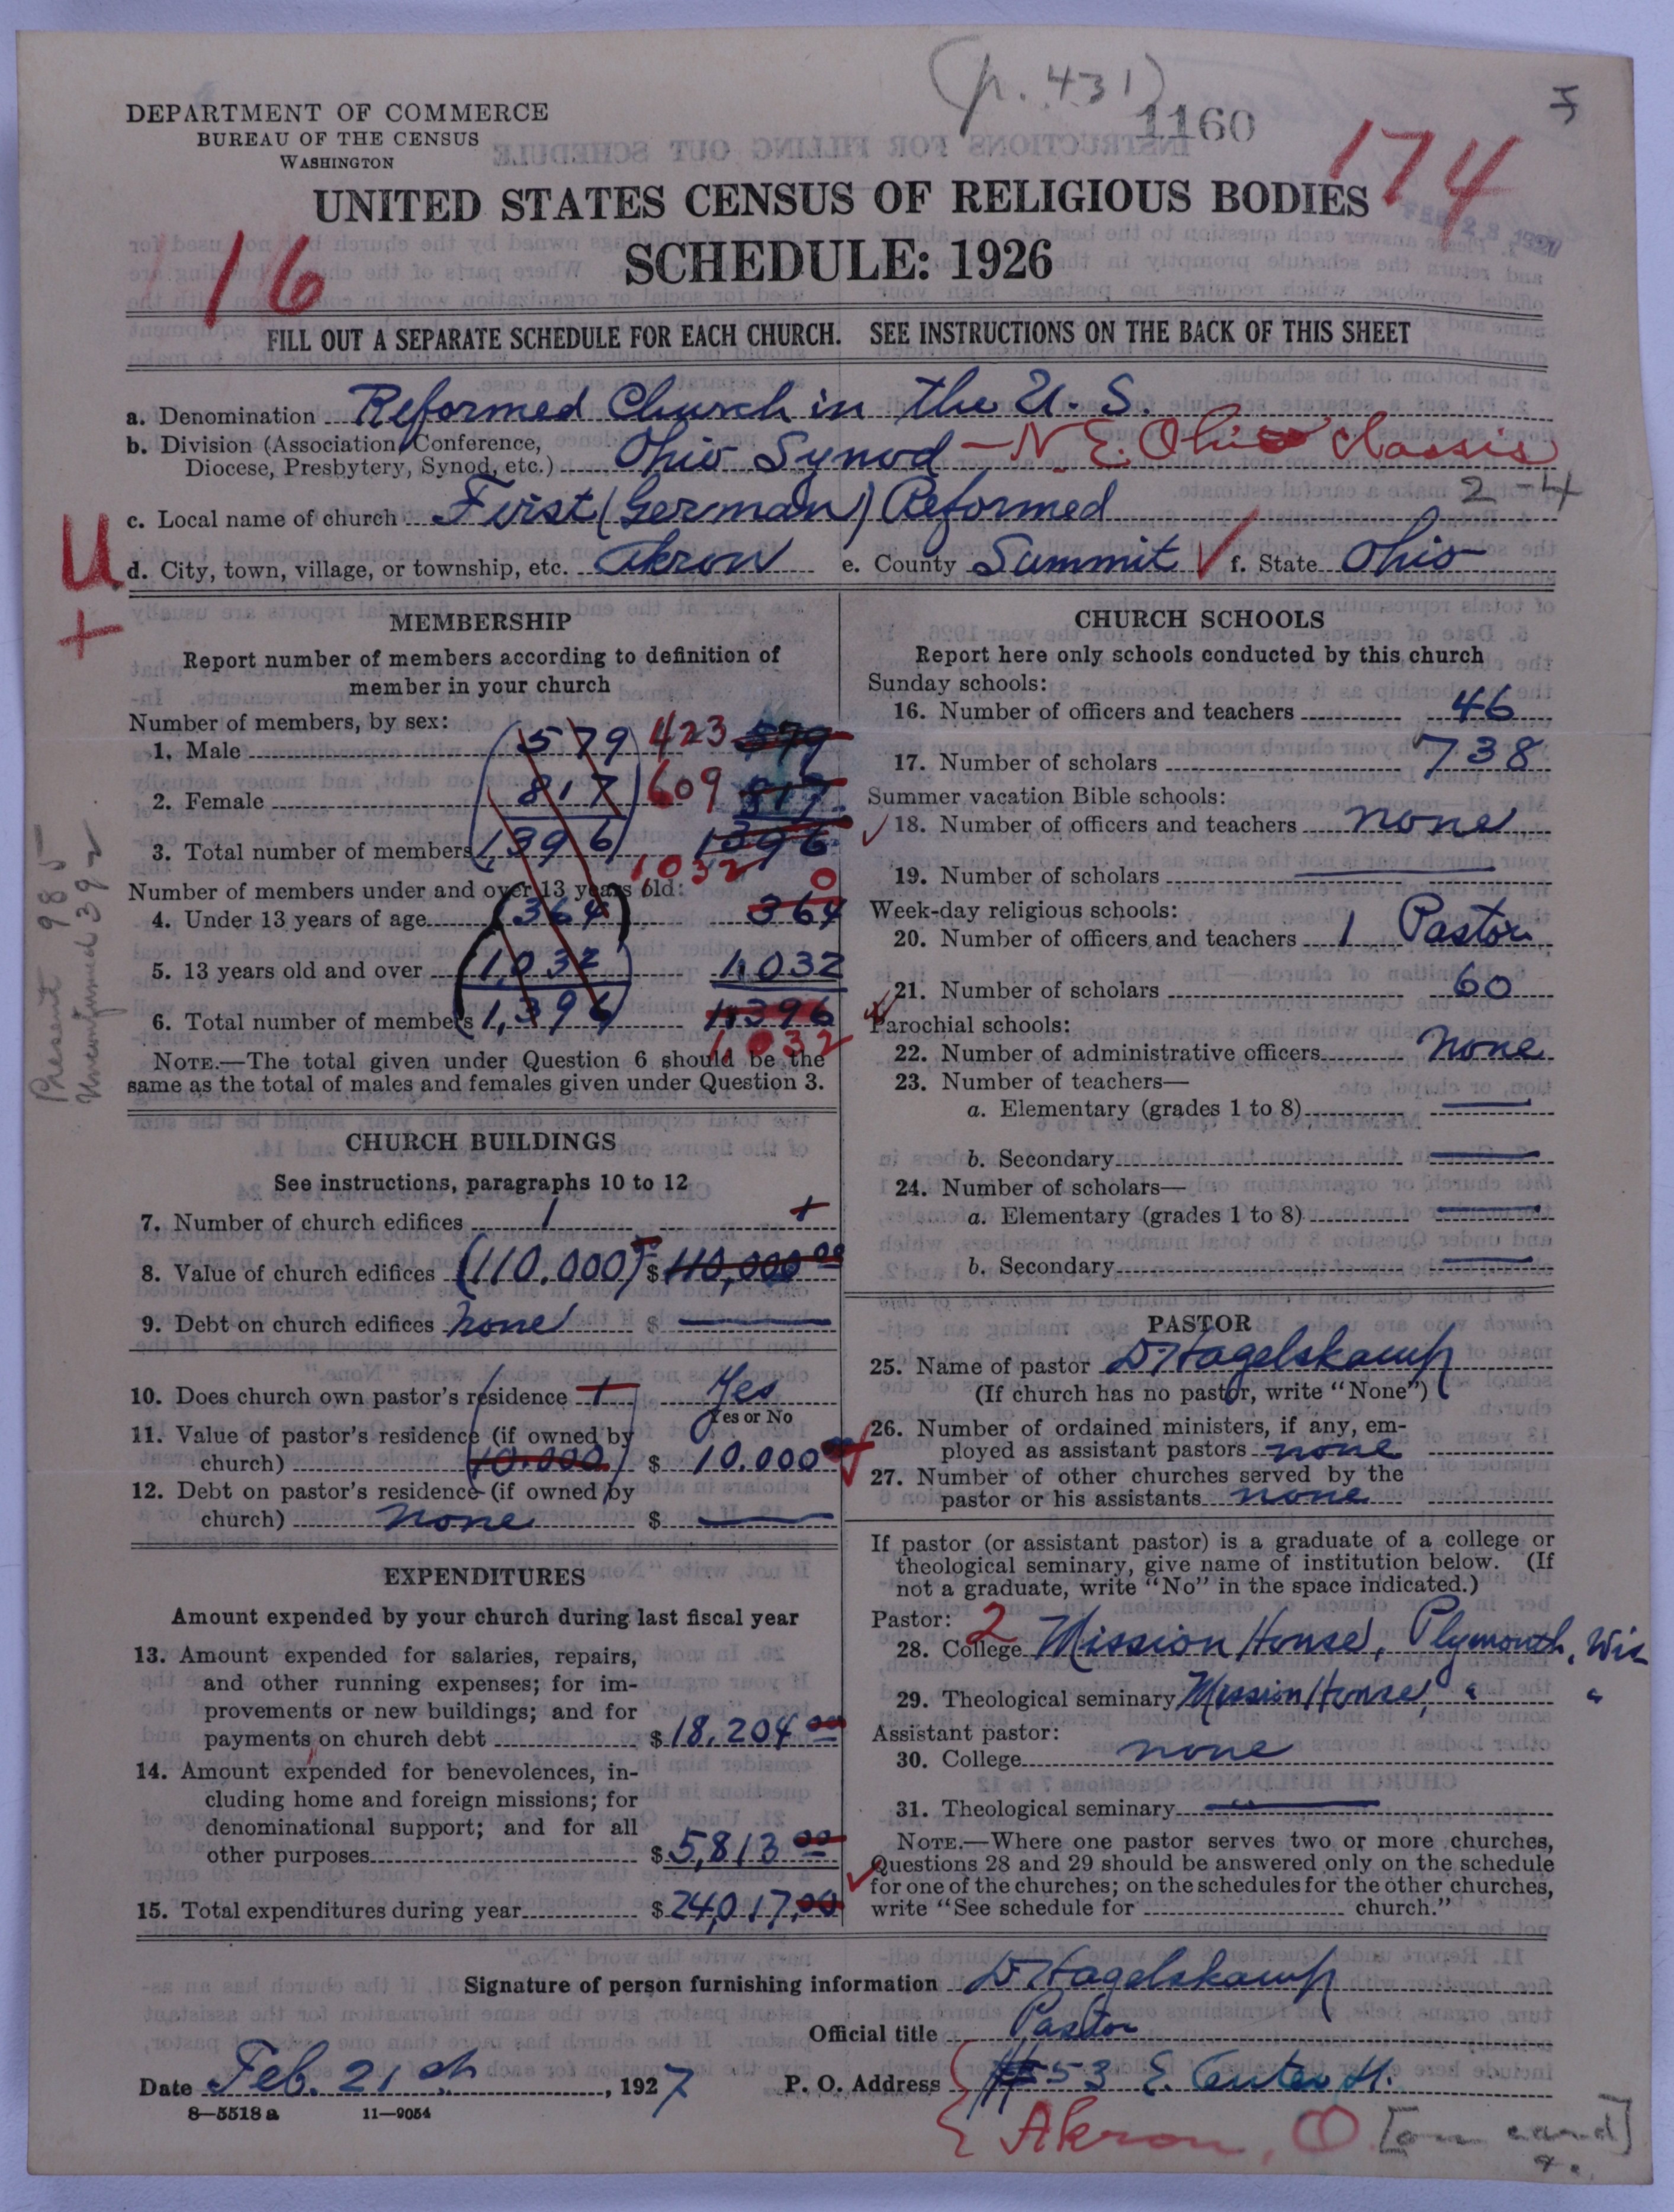 (p. 431)
1160
174
DEPARTMENT OF COMMERCE
BUREAU OF THE CENSUS
WASHINGTON
UNITED STATES CENSUS OF RELIGIOUS BODIES
SCHEDULE: 1926
16
FILL OUT A SEPARATE SCHEDULE FOR EACH CHURCH. SEE INSTRUCTIONS ON THE BACK OF THIS SHEET
a. Denomination Reformed Church in the U. S.
b. Division (Association, Conference,
Diocese, Presbytery, Synod, etc.) Ohio Synod - N. E. Ohio Classis
2-4
c. Local name of church First (German) Reformed
U
+
d. City, town, village, or township, etc. Akron e. County Summit f. State Ohio
MEMBERSHIP
Report number of members according to definition of
member in your church
Number of members, by sex:
1. Male (579) 423 579
2. Female (817) 609 817
3. Total number of members (1396) 1396
1032
Number of members under and over 13 years old: 0
4. Under 13 years of age (364) 364
5. 13 years old and over (1,032) 1,032
6. Total number of members (1,396) 1,396
1,032
Present 985
Unconfirmed 392
NOTE.—The total given under Question 6 should be the
same as the total of males and females given under Question 3.
CHURCH BUILDINGS
See instructions, paragraphs 10 to 12
7. Number of church edifices 1 +
8. Value of church edifices (110,000) $110,000 00
9. Debt on church edifices none $
10. Does church own pastor's residence + Yes
Yes or No
11. Value of pastor's residence (if owned by
church) (10.000) $ 10.000 00
12. Debt on pastor's residence (if owned by
church) none $
EXPENDITURES
Amount expended by your church during last fiscal year
13. Amount expended for salaries, repairs,
and other running expenses; for im-
provements or new buildings; and for
payments on church debt $18,204 00
14. Amount expended for benevolences, in-
cluding home and foreign missions; for
denominational support; and for all
other purposes $5,813 00
15. Total expenditures during year $24,017,00
CHURCH SCHOOLS
Report here only schools conducted by this church
Sunday schools:
16. Number of officers and teachers 46
17. Number of scholars 738
Summer vacation Bible schools:
18. Number of officers and teachers none
19. Number of scholars
Week-day religious schools:
20. Number of officers and teachers 1 Pastor
21. Number of scholars 60
Parochial schools:
22. Number of administrative officers none
23. Number of teachers—
a. Elementary (grades 1 to 8)
b. Secondary
24. Number of scholars—
a. Elementary (grades 1 to 8)
b. Secondary
PASTOR
25. Name of pastor D Hagelskamp
(If church has no pastor, write "None")
26. Number of ordained ministers, if any, em-
ployed as assistant pastors none
27. Number of other churches served by the
pastor or his assistants none
If pastor (or assistant pastor) is a graduate of a college or
theological seminary, give name of institution below. (If
not a graduate, write "No" in the space indicated.)
Pastor: 2
28. College Mission House, Plymouth, Wis
29. Theological seminary Mission House, " "
Assistant pastor:
30. College none
31. Theological seminary
NOTE.—Where one pastor serves two or more churches,
Questions 28 and 29 should be answered only on the schedule
for one of the churches; on the schedules for the other churches,
write "See schedule for church."
Signature of person furnishing information D Hagelskamp
Official title Pastor
Date Feb. 21, 1927 P. O. Address 53 E. Center St.
8—5518 a 11—9054
Akron, O. [on card]